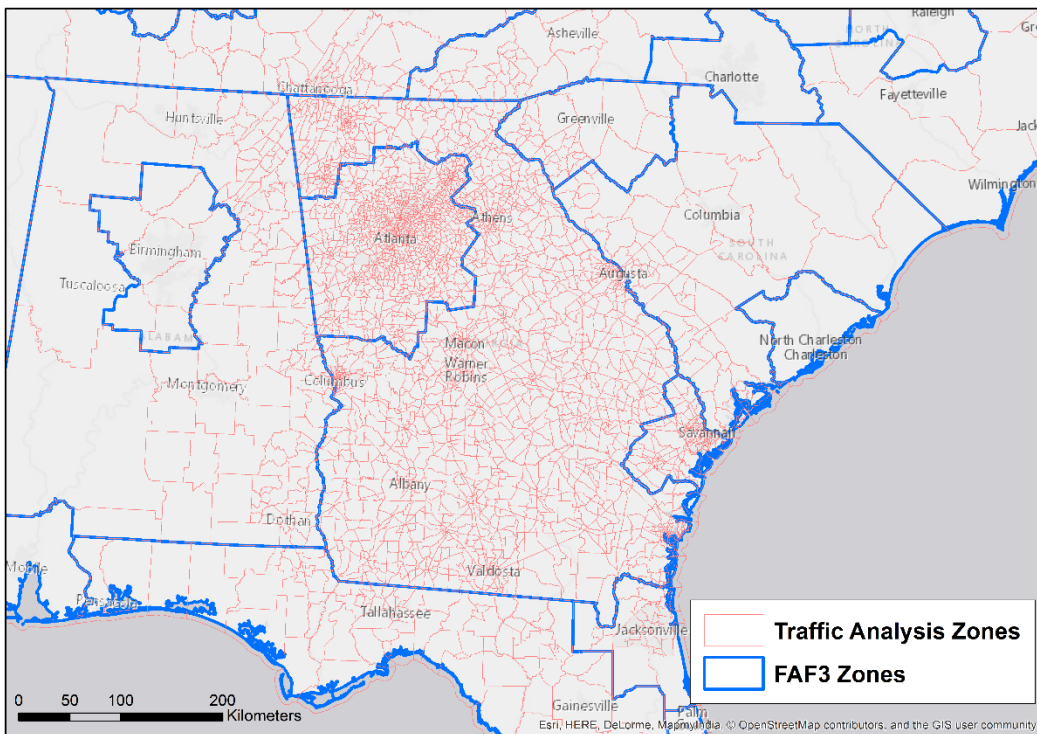 Raleigh
Asheville
NORTH
CAROLINA
Charlotte
Chattanooga
Fayetteville
Huntsville
Greenville
Wilmington
Athens
Columbia
Atlanta
SOUTH
CAROLINA
Birmingham
Augusta
Tuscaloosa
North Charleston
Charleston
Macon
Warner
Robins
Columbus
Montgomery
Savannah
Albany
Dothan
Mobile
Valdosta
Pensacola
Tallahassee
Jacksonville
Gainesville
Palm
Traffic Analysis Zones
FAF3 Zones
0 50 100 200
Kilometers
Esri, HERE, DeLorme, MapmyIndia, © OpenStreetMap contributors, and the GIS user community